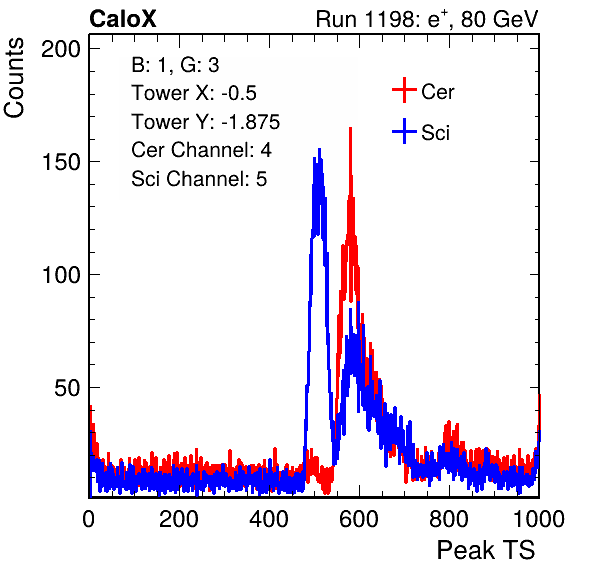 CaloX Run 1198: e+, 80 GeV
Counts
B: 1, G: 3
Tower X: -0.5
Tower Y: -1.875
Cer Channel: 4
Sci Channel: 5
Cer
Sci
200
150
100
50
0 200 400 600 800 1000
Peak TS